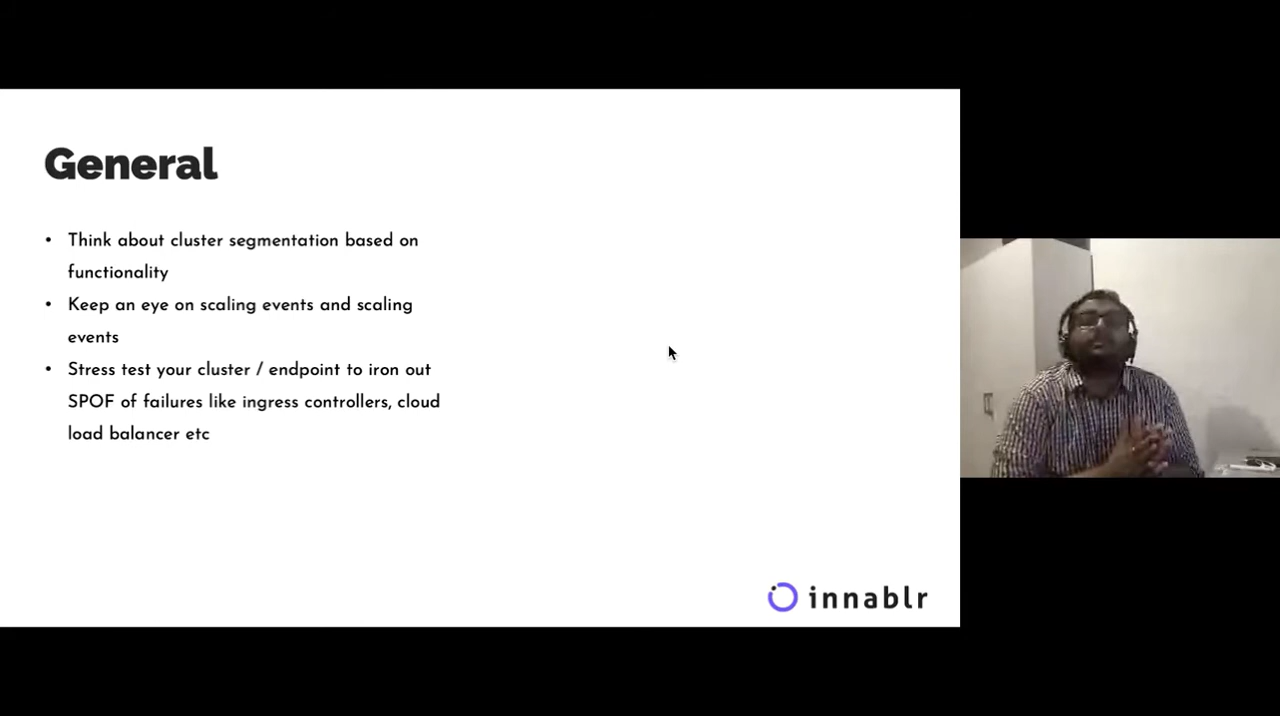 General
• Think about cluster segmentation based on
functionality
• Keep an eye on scaling events and scaling
events
• Stress test your cluster / endpoint to iron out
SPOF of failures like ingress controllers, cloud
load balancer etc
innablr